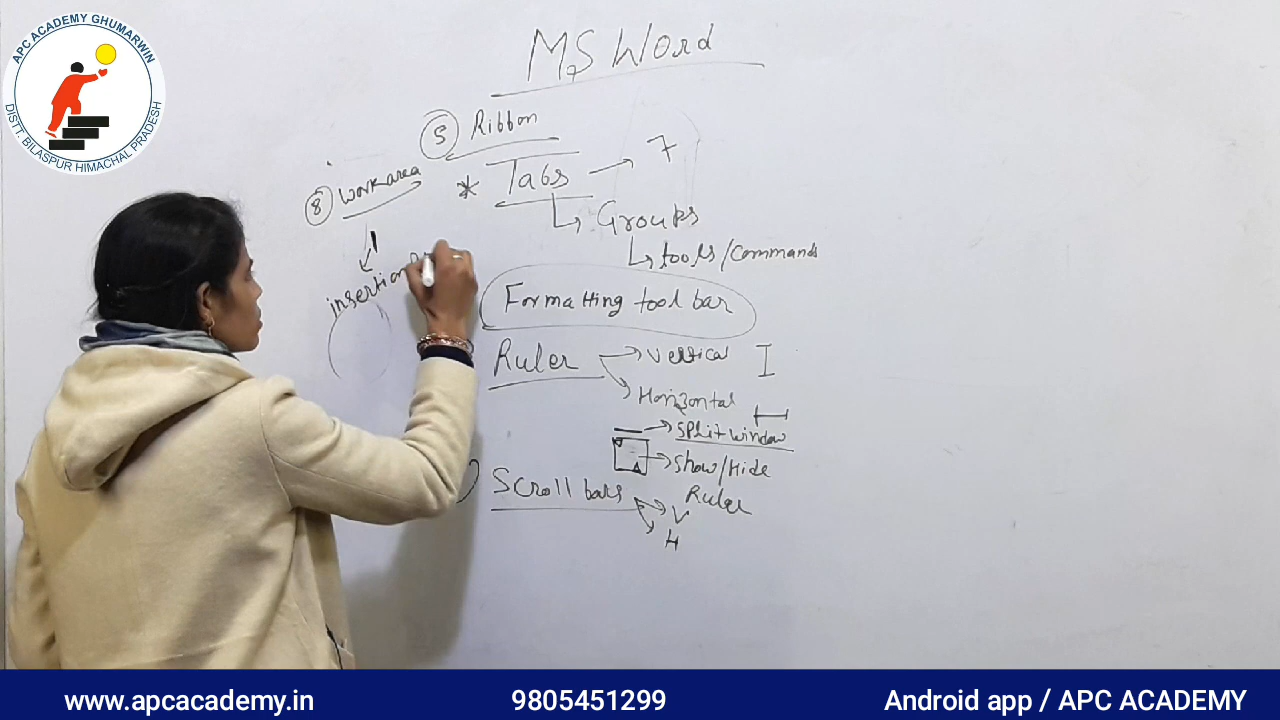 APC ACADEMY GHUMARWIN
DISTT. BILASPUR HIMACHAL PRADESH
MS Word
5 Ribbon
8 Work area
* Tabs 7
Groups
tools/Commands
insertion
Formatting tool bar
Ruler Vertical
Horizontal
Split window
Show/Hide
Ruler
Scroll bars V
H
www.apcacademy.in 9805451299 Android app / APC ACADEMY